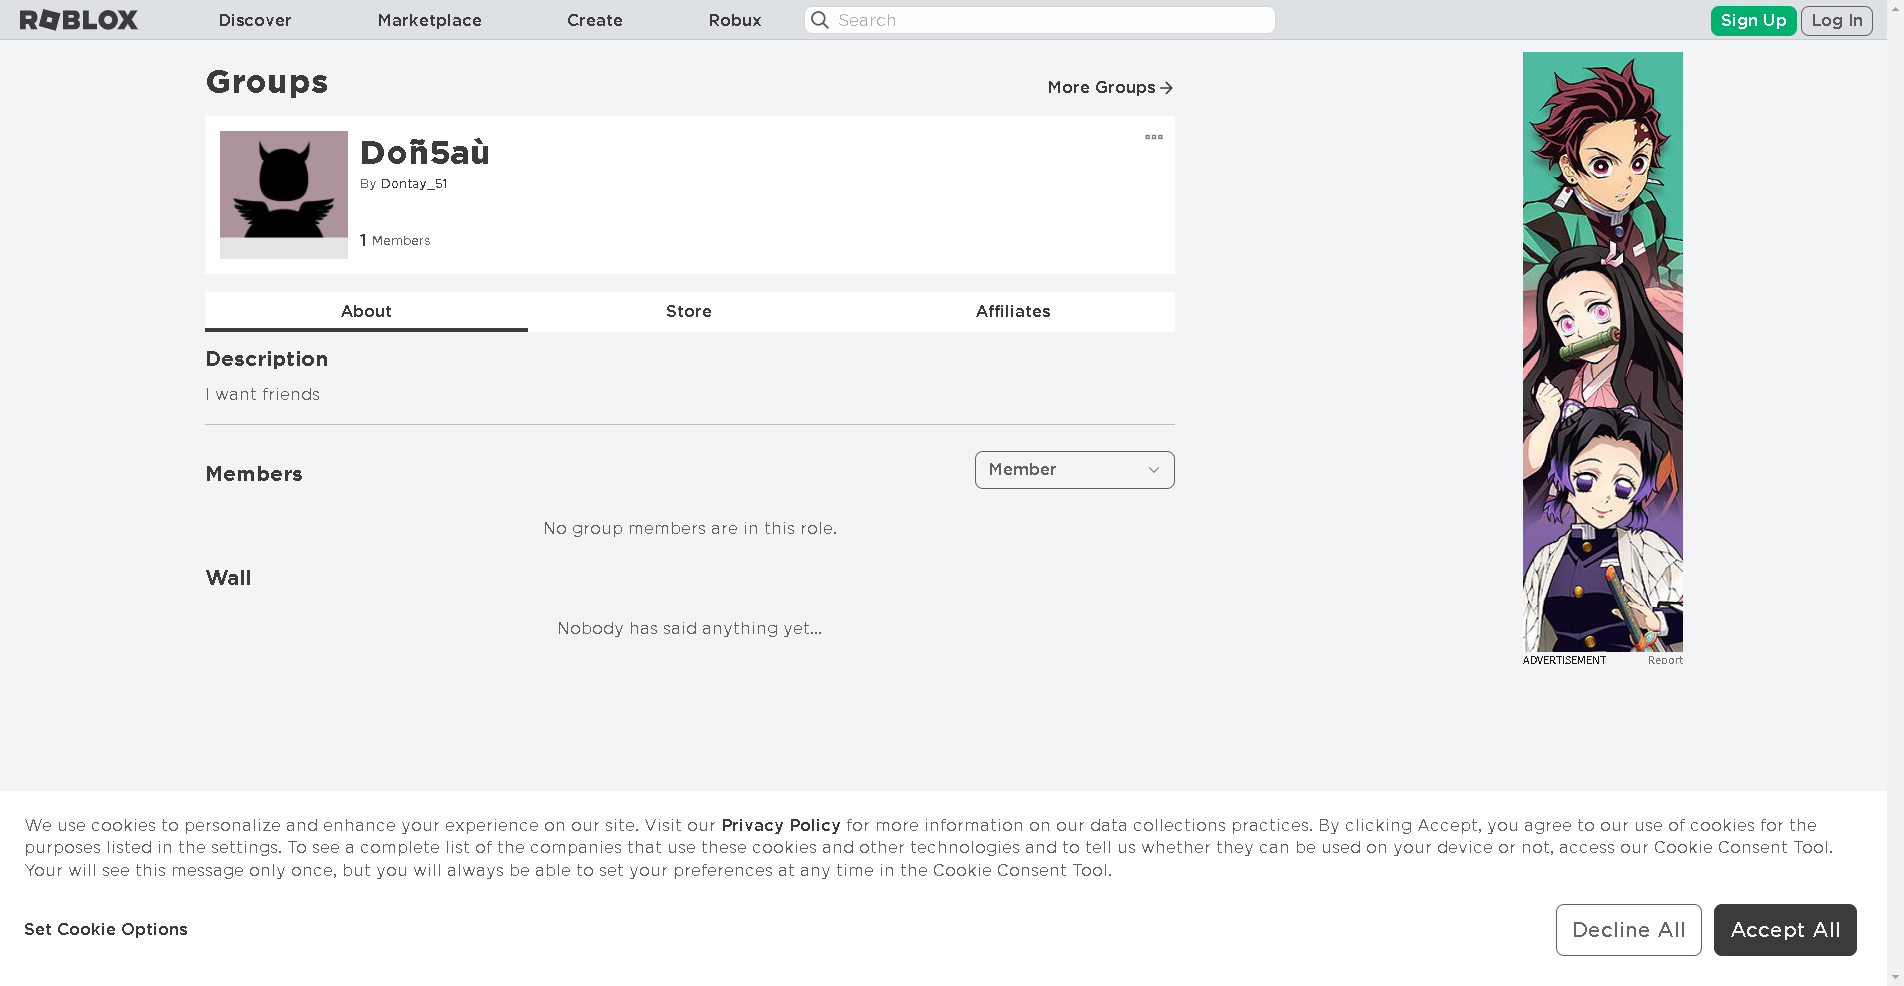 ROBLOX Discover Marketplace Create Robux Search Sign Up Log In
Groups
More Groups
Doñ5aù
By Dontay_51
1 Members
About Store Affiliates
Description
I want friends
Members
Member
No group members are in this role.
Wall
Nobody has said anything yet...
ADVERTISEMENT Report
We use cookies to personalize and enhance your experience on our site. Visit our Privacy Policy for more information on our data collections practices. By clicking Accept, you agree to our use of cookies for the
purposes listed in the settings. To see a complete list of the companies that use these cookies and other technologies and to tell us whether they can be used on your device or not, access our Cookie Consent Tool.
Your will see this message only once, but you will always be able to set your preferences at any time in the Cookie Consent Tool.
Set Cookie Options
Decline All Accept All